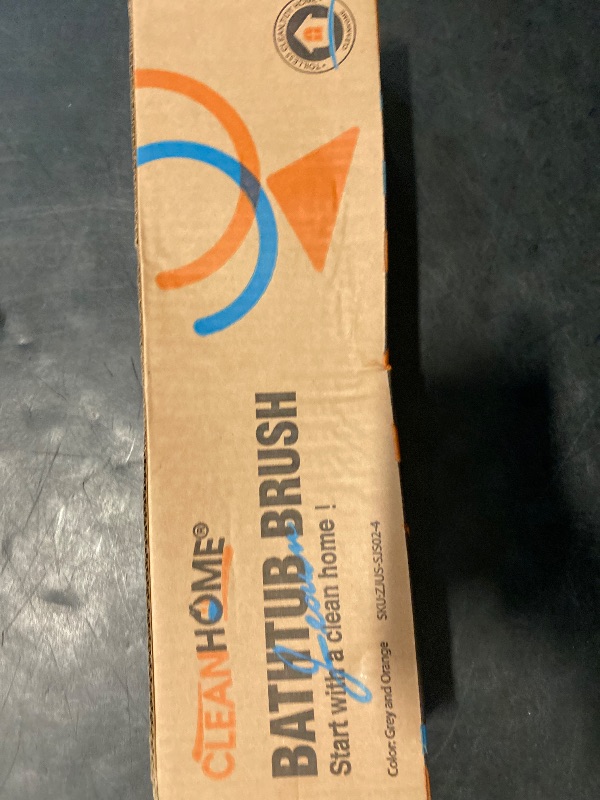 CLEANHOME®
BATHTUB BRUSH
Start with a clean home !
Color: Grey and Orange SKU:ZJUS-SJS02-4